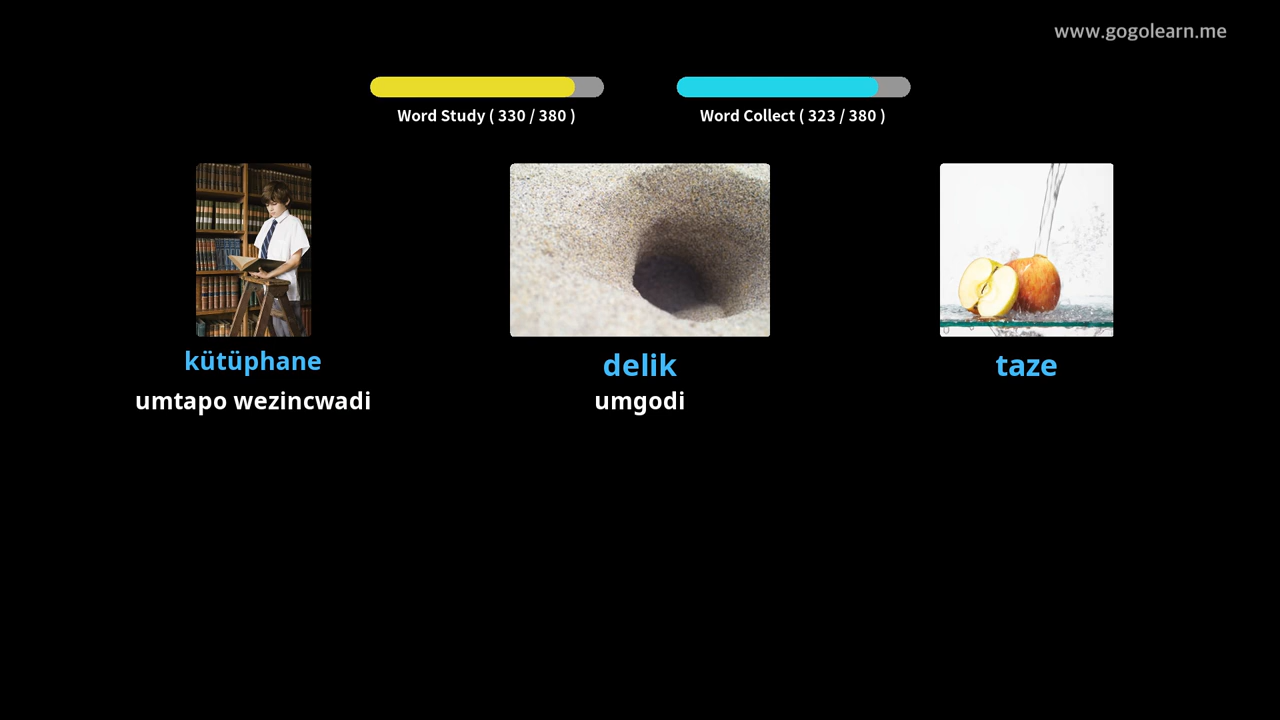 www.gogolearn.me
Word Study ( 330 / 380 )
Word Collect ( 323 / 380 )
kütüphane
umtapo wezincwadi
delik
umgodi
taze